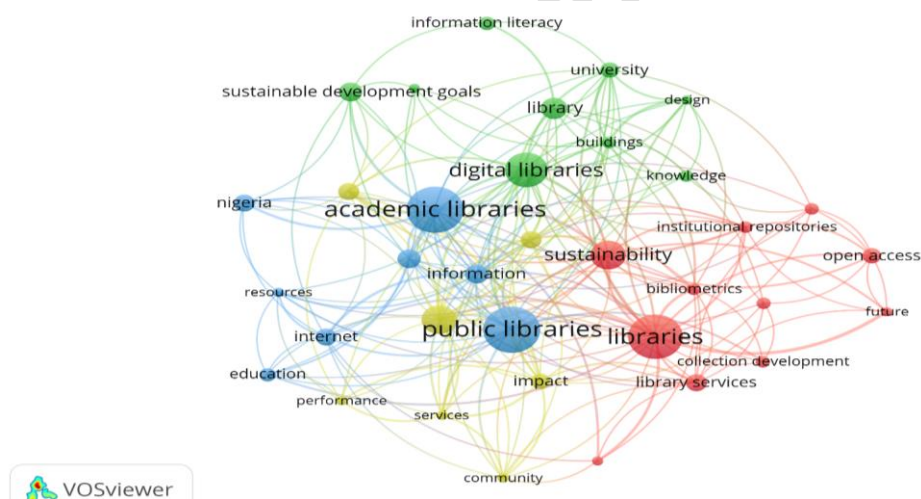 information literacy
university
sustainable development goals
design
library
buildings
digital libraries
knowledge
nigeria
academic libraries
institutional repositories
sustainability
open access
information
resources
bibliometrics
future
public libraries
libraries
internet
collection development
education
impact
library services
performance
services
community
VOSviewer